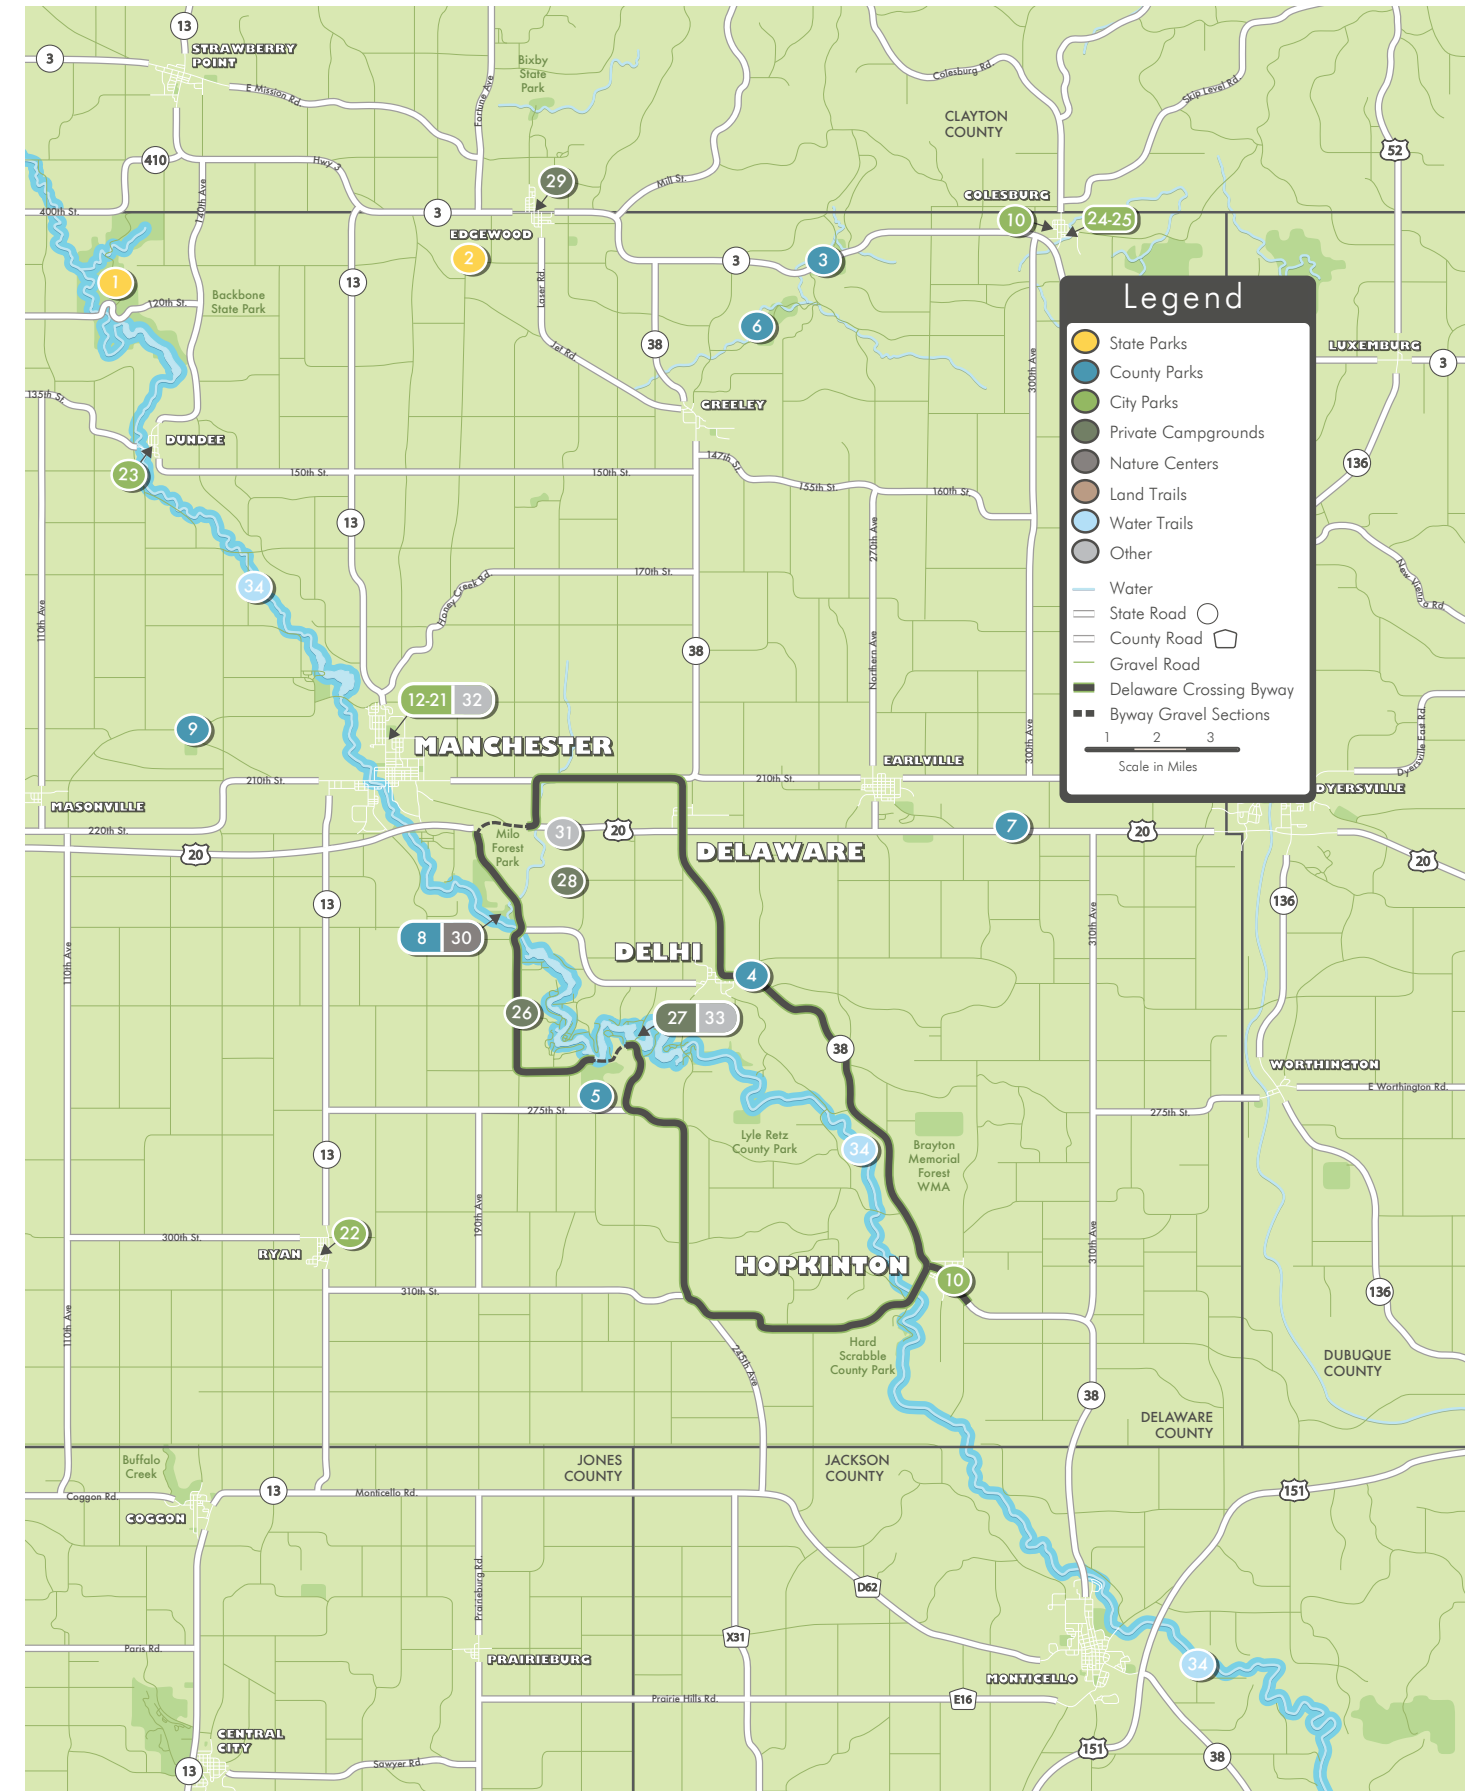 13
3
STRAWBERRY
POINT
E Mission Rd.
Fortune Ave
Bixby
State
Park
Colesburg Rd
Skip Level Rd.
CLAYTON
COUNTY
52
410
Hwy 3
140th Ave
29
Mill St.
COLESBURG
10
24-25
400th St.
3
EDGEWOOD
2
3
3
1
13
Backbone
State Park
120th St.
Laser Rd.
6
38
Jet Rd.
300th Ave
Legend
State Parks
County Parks
City Parks
Private Campgrounds
Nature Centers
Land Trails
Water Trails
Other
Water
State Road
County Road
Gravel Road
Delaware Crossing Byway
Byway Gravel Sections
1
2
3
Scale in Miles
LUXEMBURG
3
135th St.
GREELEY
DUNDEE
23
150th St.
150th St.
147th St.
155th St.
160th St.
136
13
270th Ave
34
170th St.
Honey Creek Rd.
New Vienna Rd
110th Ave
38
Northern Ave
12-21
32
9
MANCHESTER
300th Ave
Dyersville East Rd.
EARLVILLE
210th St.
210th St.
DYERSVILLE
MASONVILLE
220th St.
20
Milo
Forest
Park
31
20
7
20
20
DELAWARE
28
13
136
8
30
DELHI
4
110th Ave
310th Ave
26
27
33
38
WORTHINGTON
E Worthington Rd.
5
275th St.
275th St.
Lyle Retz
County Park
34
Brayton
Memorial
Forest
WMA
13
190th Ave
22
300th St.
RYAN
310th Ave
HOPKINTON
10
310th St.
136
110th Ave
Hard
Scrabble
County Park
245th Ave
DUBUQUE
COUNTY
38
DELAWARE
COUNTY
Buffalo
Creek
JONES
COUNTY
JACKSON
COUNTY
Coggon Rd.
13
Monticello Rd.
151
COGGON
Prairieburg Rd.
D62
Paris Rd.
X31
PRAIRIEBURG
MONTICELLO
34
Prairie Hills Rd.
E16
CENTRAL
CITY
13
Sawyer Rd.
151
38